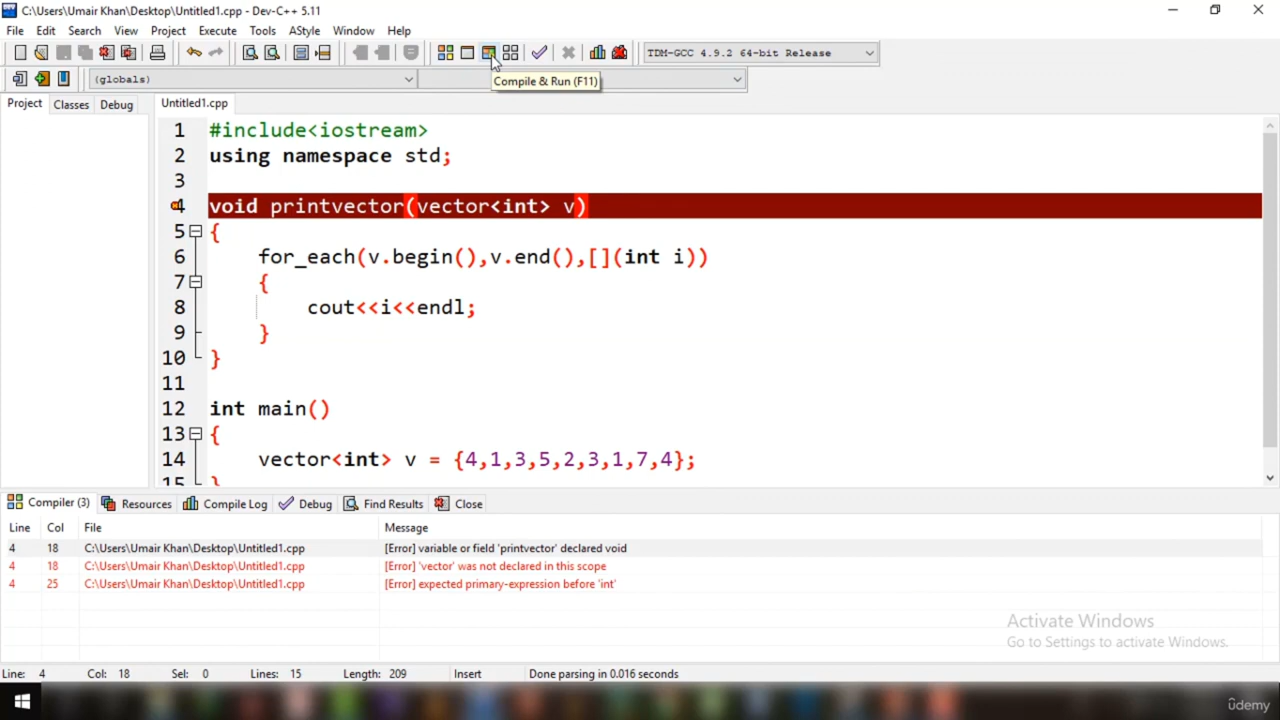 C:\Users\Umair Khan\Desktop\Untitled1.cpp - Dev-C++ 5.11
File Edit Search View Project Execute Tools AStyle Window Help
TDM-GCC 4.9.2 64-bit Release
(globals)
Compile & Run (F11)
Project Classes Debug Untitled1.cpp
1 #include<iostream>
2 using namespace std;
3
4 void printvector(vector<int> v)
5 {
6 for_each(v.begin(),v.end(),[](int i))
7 {
8 cout<<i<<endl;
9 }
10 }
11
12 int main()
13 {
14 vector<int> v = {4,1,3,5,2,3,1,7,4};
15 }
Compiler (3) Resources Compile Log Debug Find Results Close
Line Col File Message
4 18 C:\Users\Umair Khan\Desktop\Untitled1.cpp [Error] variable or field 'printvector' declared void
4 18 C:\Users\Umair Khan\Desktop\Untitled1.cpp [Error] 'vector' was not declared in this scope
4 25 C:\Users\Umair Khan\Desktop\Untitled1.cpp [Error] expected primary-expression before 'int'
Activate Windows
Go to Settings to activate Windows.
Line: 4 Col: 18 Sel: 0 Lines: 15 Length: 209 Insert Done parsing in 0.016 seconds
ûdemy